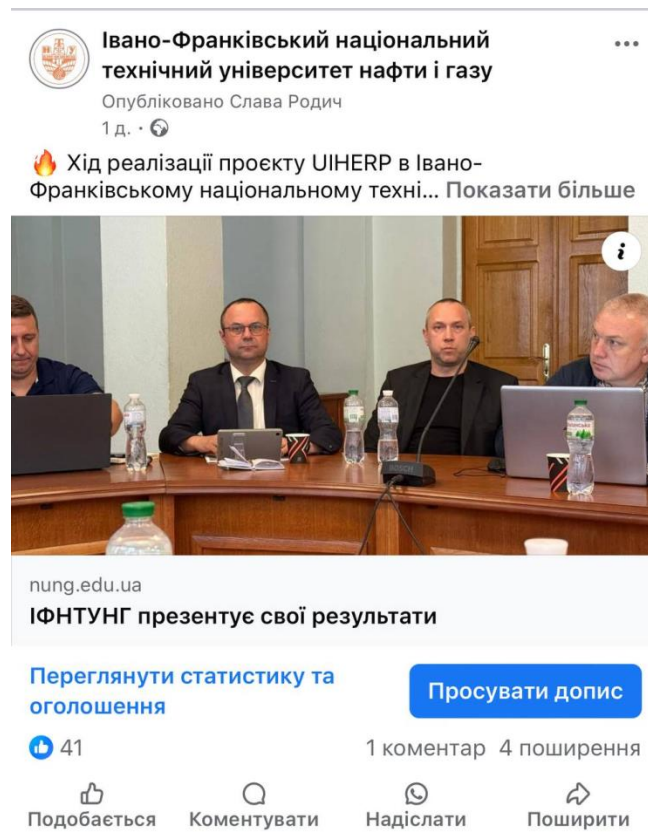 Івано-Франківський національний
технічний університет нафти і газу
Опубліковано Слава Родич
1 д. ·
🔥 Хід реалізації проєкту UIHERP в Івано-
Франківському національному техні... Показати більше
BOSCH
nung.edu.ua
ІФНТУНГ презентує свої результати
Переглянути статистику та
оголошення
Просувати допис
41
1 коментар 4 поширення
Подобається Коментувати Надіслати Поширити